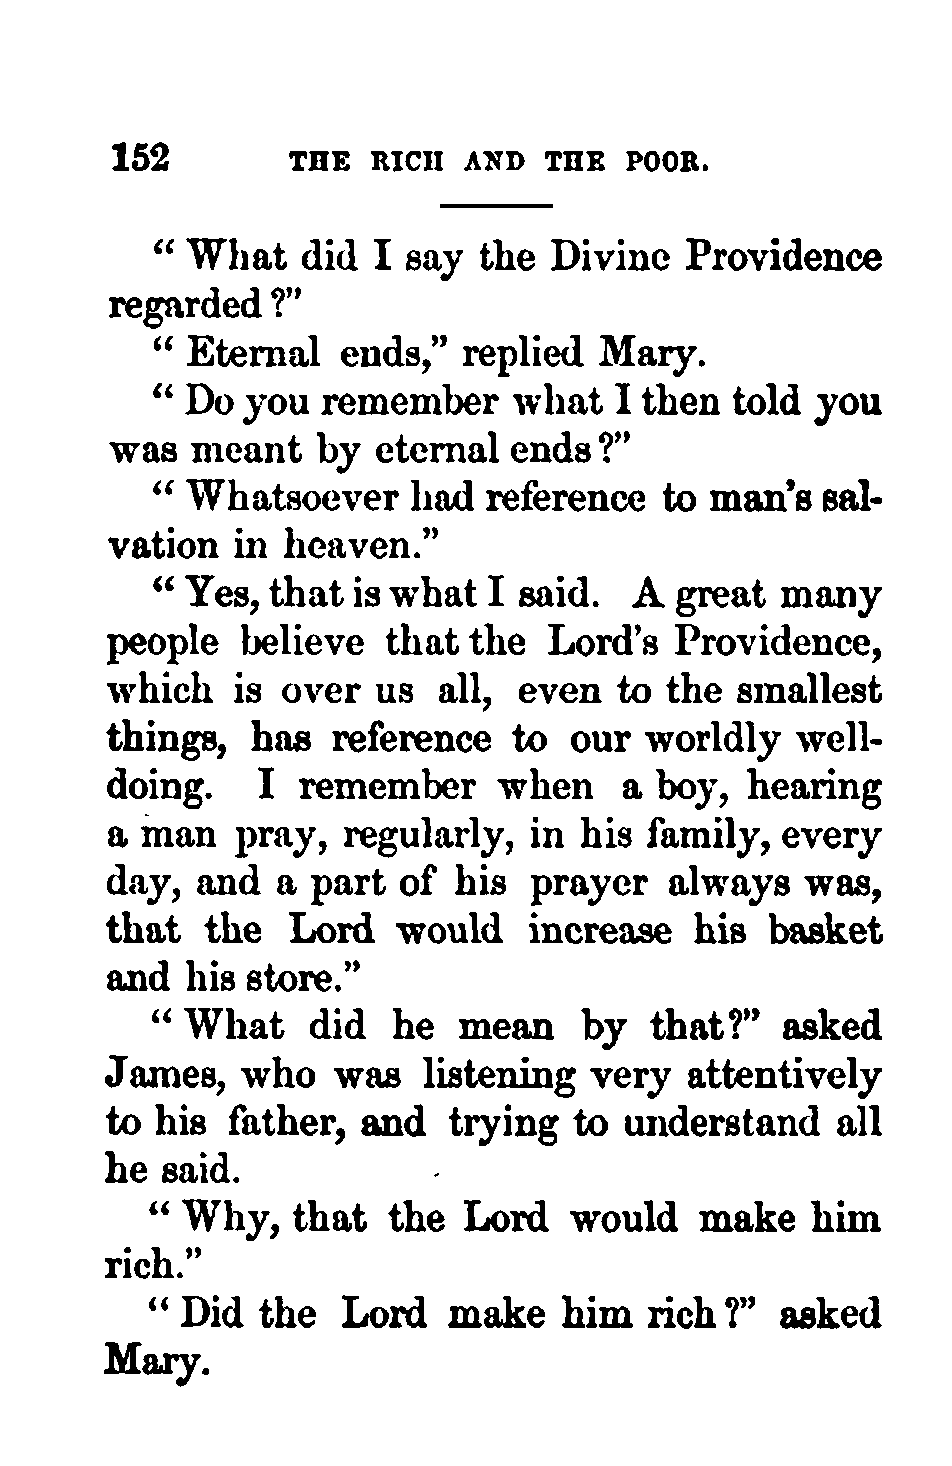 152 THE RICH AND THE POOR.
“ What did I say the Divine Providence
regarded ?”
“ Eternal ends,” replied Mary.
“ Do you remember what I then told you
was meant by eternal ends ?”
“ Whatsoever had reference to man’s sal-
vation in heaven.”
“ Yes, that is what I said. A great many
people believe that the Lord’s Providence,
which is over us all, even to the smallest
things, has reference to our worldly well-
doing. I remember when a boy, hearing
a man pray, regularly, in his family, every
day, and a part of his prayer always was,
that the Lord would increase his basket
and his store.”
“ What did he mean by that?” asked
James, who was listening very attentively
to his father, and trying to understand all
he said.
“ Why, that the Lord would make him
rich.”
“ Did the Lord make him rich ?” asked
Mary.